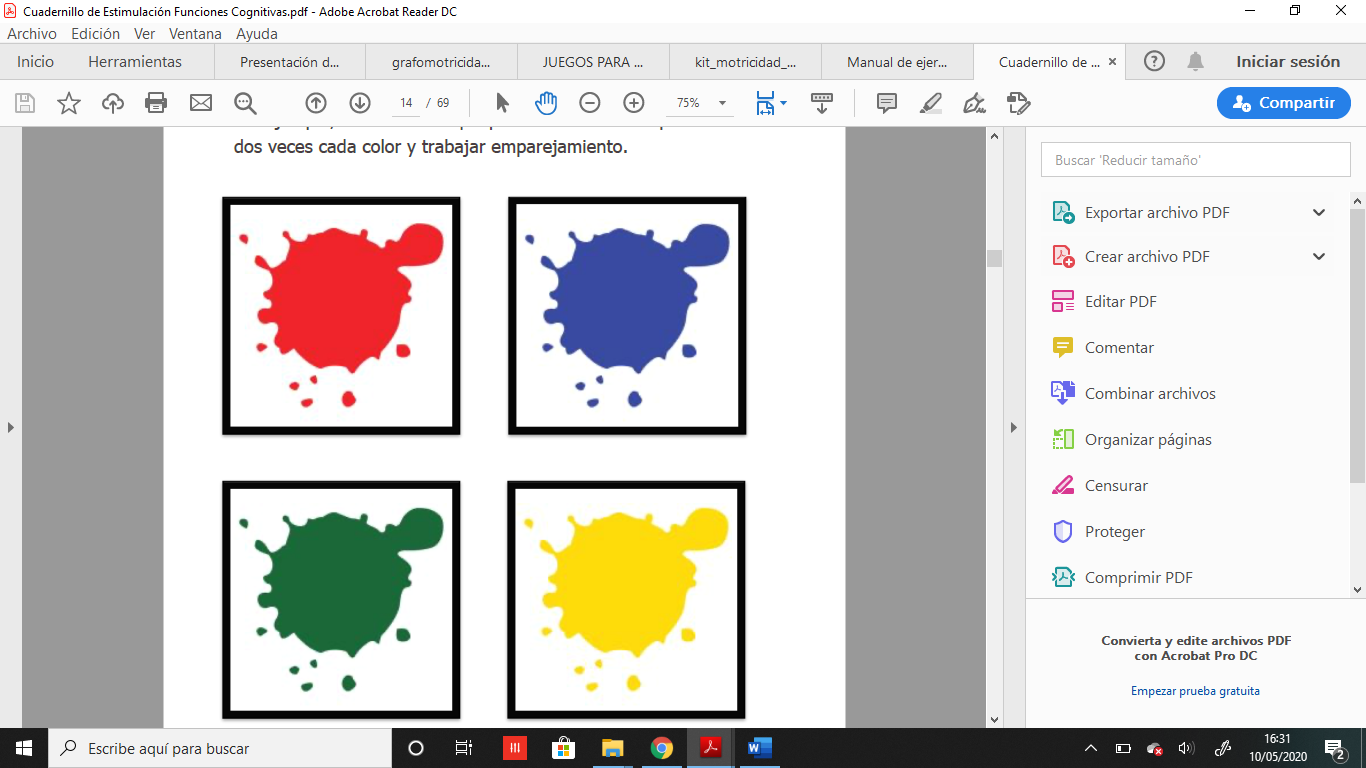 Cuadernillo de Estimulación Funciones Cognitivas.pdf - Adobe Acrobat Reader DC
Archivo Edición Ver Ventana Ayuda
Inicio Herramientas Presentación d... grafomotricida... JUEGOS PARA ... kit_motricidad_... Manual de ejer... Cuadernillo de ... Iniciar sesión
14 / 69 75% Compartir
dos veces cada color y trabajar emparejamiento.
Buscar 'Reducir tamaño'
Exportar archivo PDF
Crear archivo PDF
Editar PDF
Comentar
Combinar archivos
Organizar páginas
Censurar
Proteger
Comprimir PDF
Convierta y edite archivos PDF
con Acrobat Pro DC
Empezar prueba gratuita
Escribe aquí para buscar
16:31
10/05/2020
2